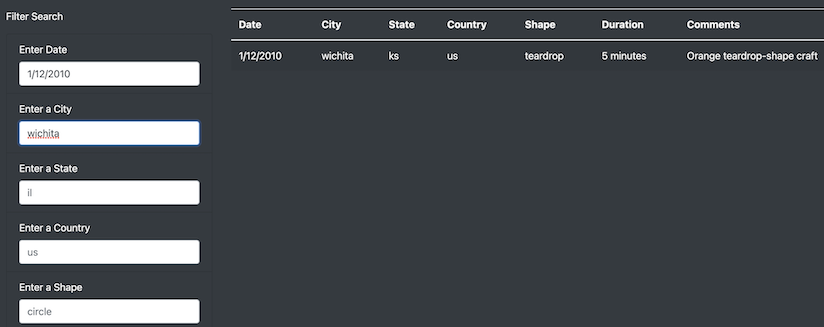 Filter Search
Enter Date
1/12/2010
Enter a City
wichita
Enter a State
il
Enter a Country
us
Enter a Shape
circle
Date City State Country Shape Duration Comments
1/12/2010 wichita ks us teardrop 5 minutes Orange teardrop-shape craft